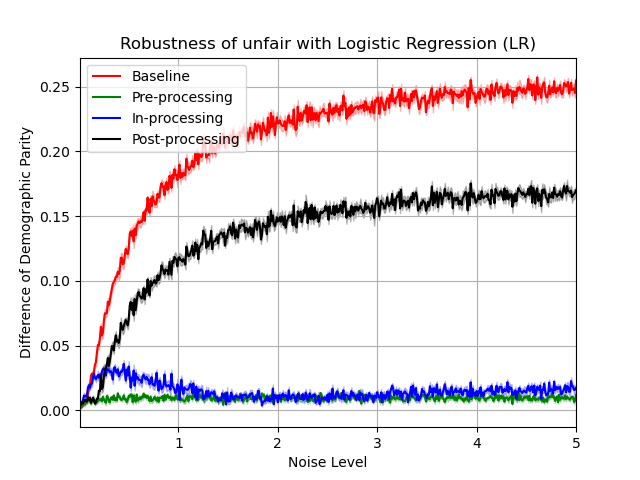 Robustness of unfair with Logistic Regression (LR)
Baseline
Pre-processing
In-processing
Post-processing
Difference of Demographic Parity
0.25
0.20
0.15
0.10
0.05
0.00
1 2 3 4 5
Noise Level